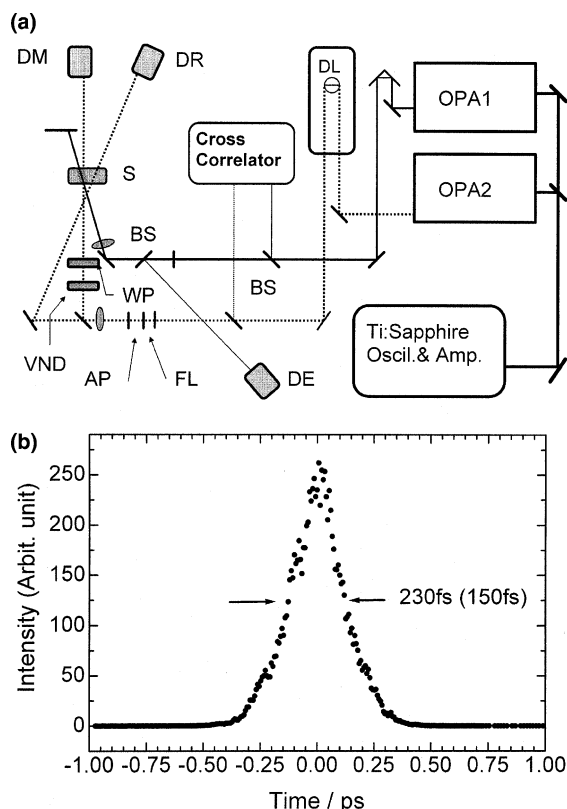 (a)
DM
DR
DL
OPA1
Cross
Correlator
OPA2
S
BS
BS
WP
Ti:Sapphire
Oscil.& Amp.
VND
AP
FL
DE
(b)
250
200
150
100
50
0
Intensity (Arbit. unit)
230fs (150fs)
-1.00 -0.75 -0.50 -0.25 0.00 0.25 0.50 0.75 1.00
Time / ps